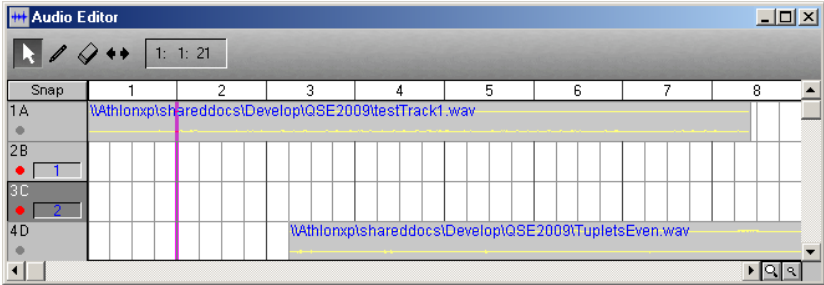 Audio Editor
1: 1: 21
Snap 1 2 3 4 5 6 7 8
1A \\Athlonxp\shareddocs\Develop\QSE2009\testTrack1.wav
2B
1
3C
2
4D \\Athlonxp\shareddocs\Develop\QSE2009\TupletsEven.wav